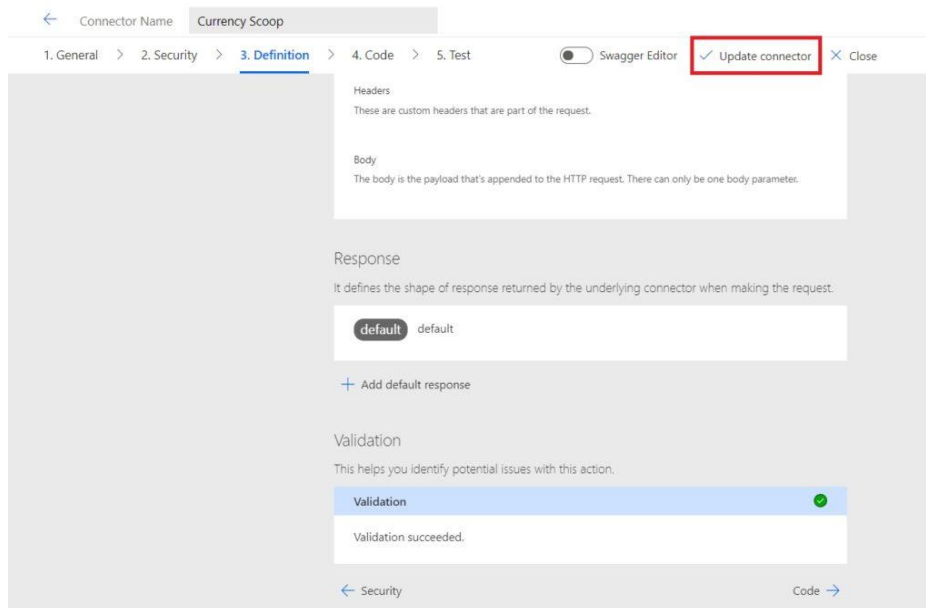 Connector Name Currency Scoop
1. General > 2. Security > 3. Definition > 4. Code > 5. Test Swagger Editor Update connector Close
Headers
These are custom headers that are part of the request.
Body
The body is the payload that's appended to the HTTP request. There can only be one body parameter.
Response
It defines the shape of response returned by the underlying connector when making the request.
default default
Add default response
Validation
This helps you identify potential issues with this action.
Validation
Validation succeeded.
Security Code